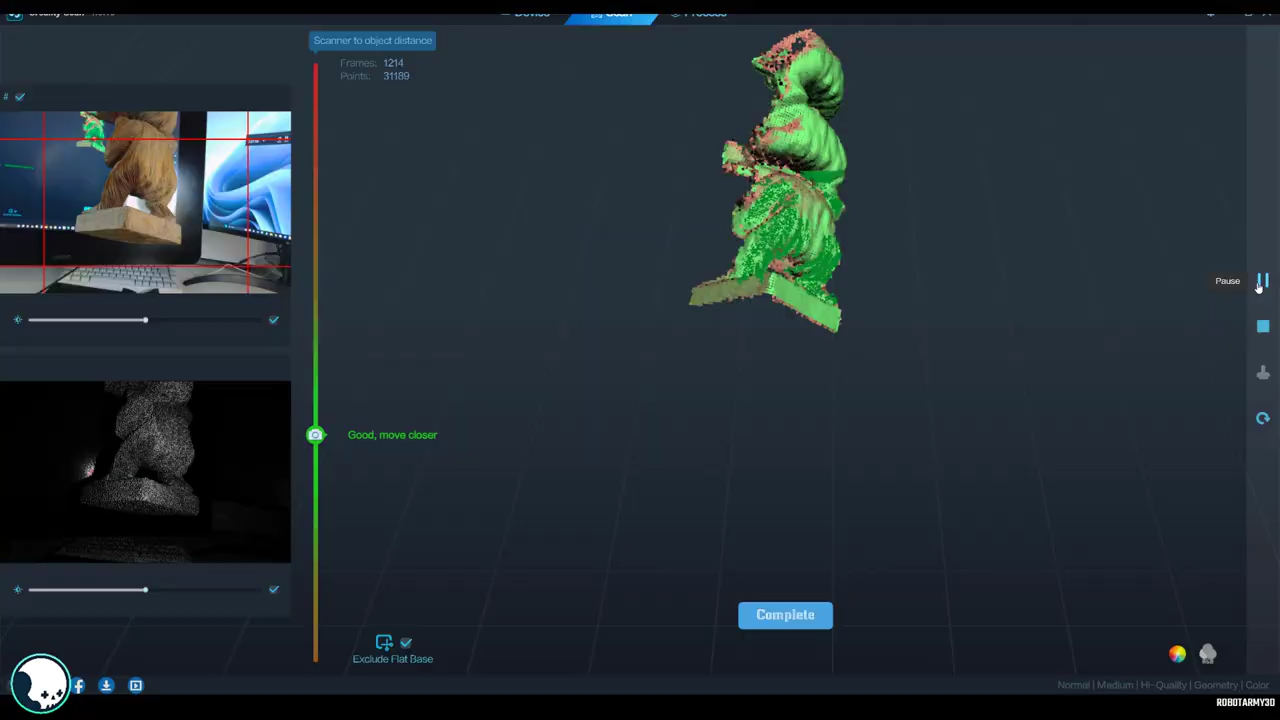 Scanner to object distance
Frames: 1214
Points: 31189
#
Pause
Good, move closer
Complete
Exclude Flat Base
Normal | Medium | Hi-Quality | Geometry | Color
ROBOTARMY3D